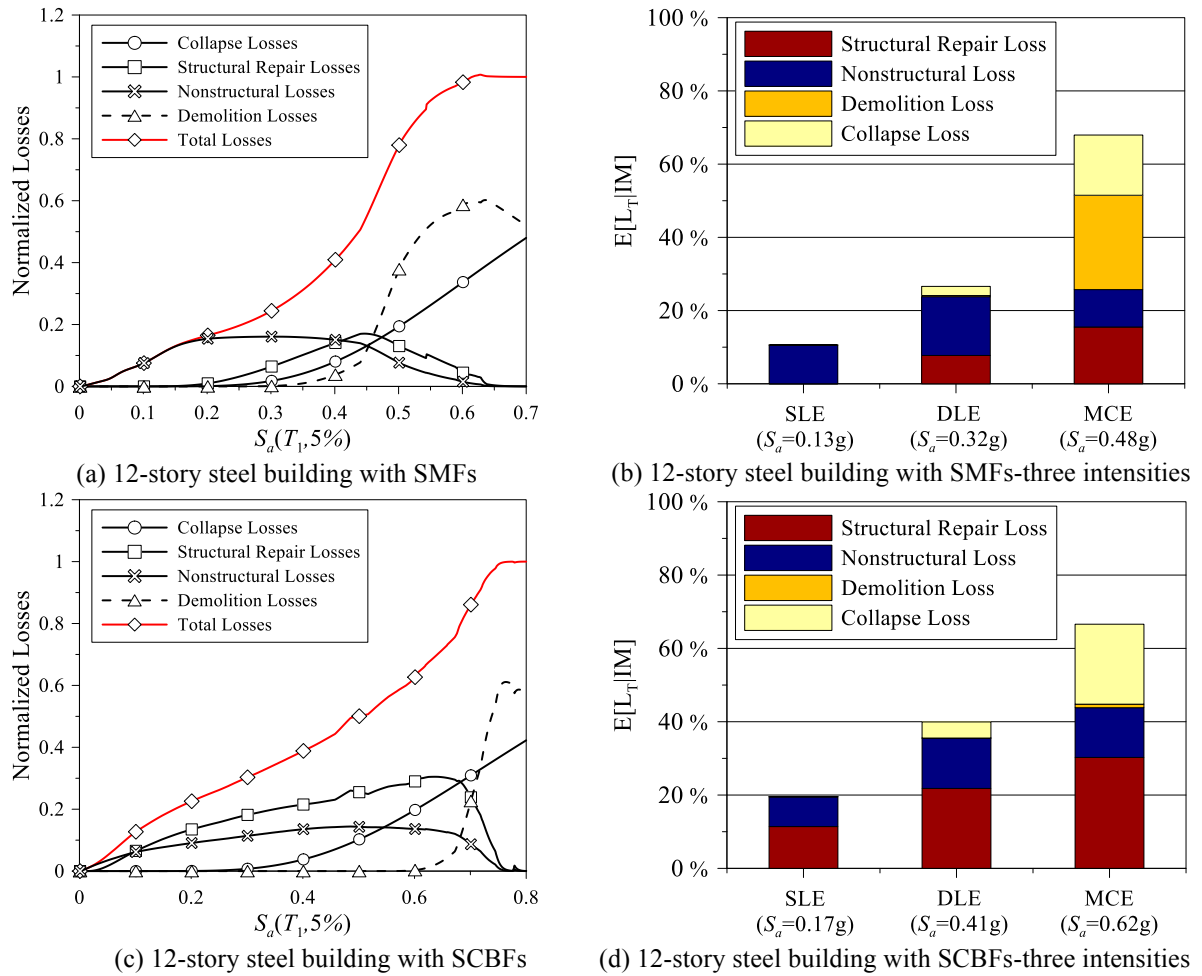 1.2
1
0.8
0.6
0.4
0.2
0
Normalized Losses
Collapse Losses
Structural Repair Losses
Nonstructural Losses
Demolition Losses
Total Losses
0 0.1 0.2 0.3 0.4 0.5 0.6 0.7
Sa(T1,5%)
(a) 12-story steel building with SMFs
100 %
80 %
60 %
40 %
20 %
0 %
E[LT|IM]
Structural Repair Loss
Nonstructural Loss
Demolition Loss
Collapse Loss
SLE DLE MCE
(Sa=0.13g) (Sa=0.32g) (Sa=0.48g)
(b) 12-story steel building with SMFs-three intensities
1.2
1
0.8
0.6
0.4
0.2
0
Normalized Losses
Collapse Losses
Structural Repair Losses
Nonstructural Losses
Demolition Losses
Total Losses
0 0.1 0.2 0.3 0.4 0.5 0.6 0.7 0.8
Sa(T1,5%)
(c) 12-story steel building with SCBFs
100 %
80 %
60 %
40 %
20 %
0 %
E[LT|IM]
Structural Repair Loss
Nonstructural Loss
Demolition Loss
Collapse Loss
SLE DLE MCE
(Sa=0.17g) (Sa=0.41g) (Sa=0.62g)
(d) 12-story steel building with SCBFs-three intensities